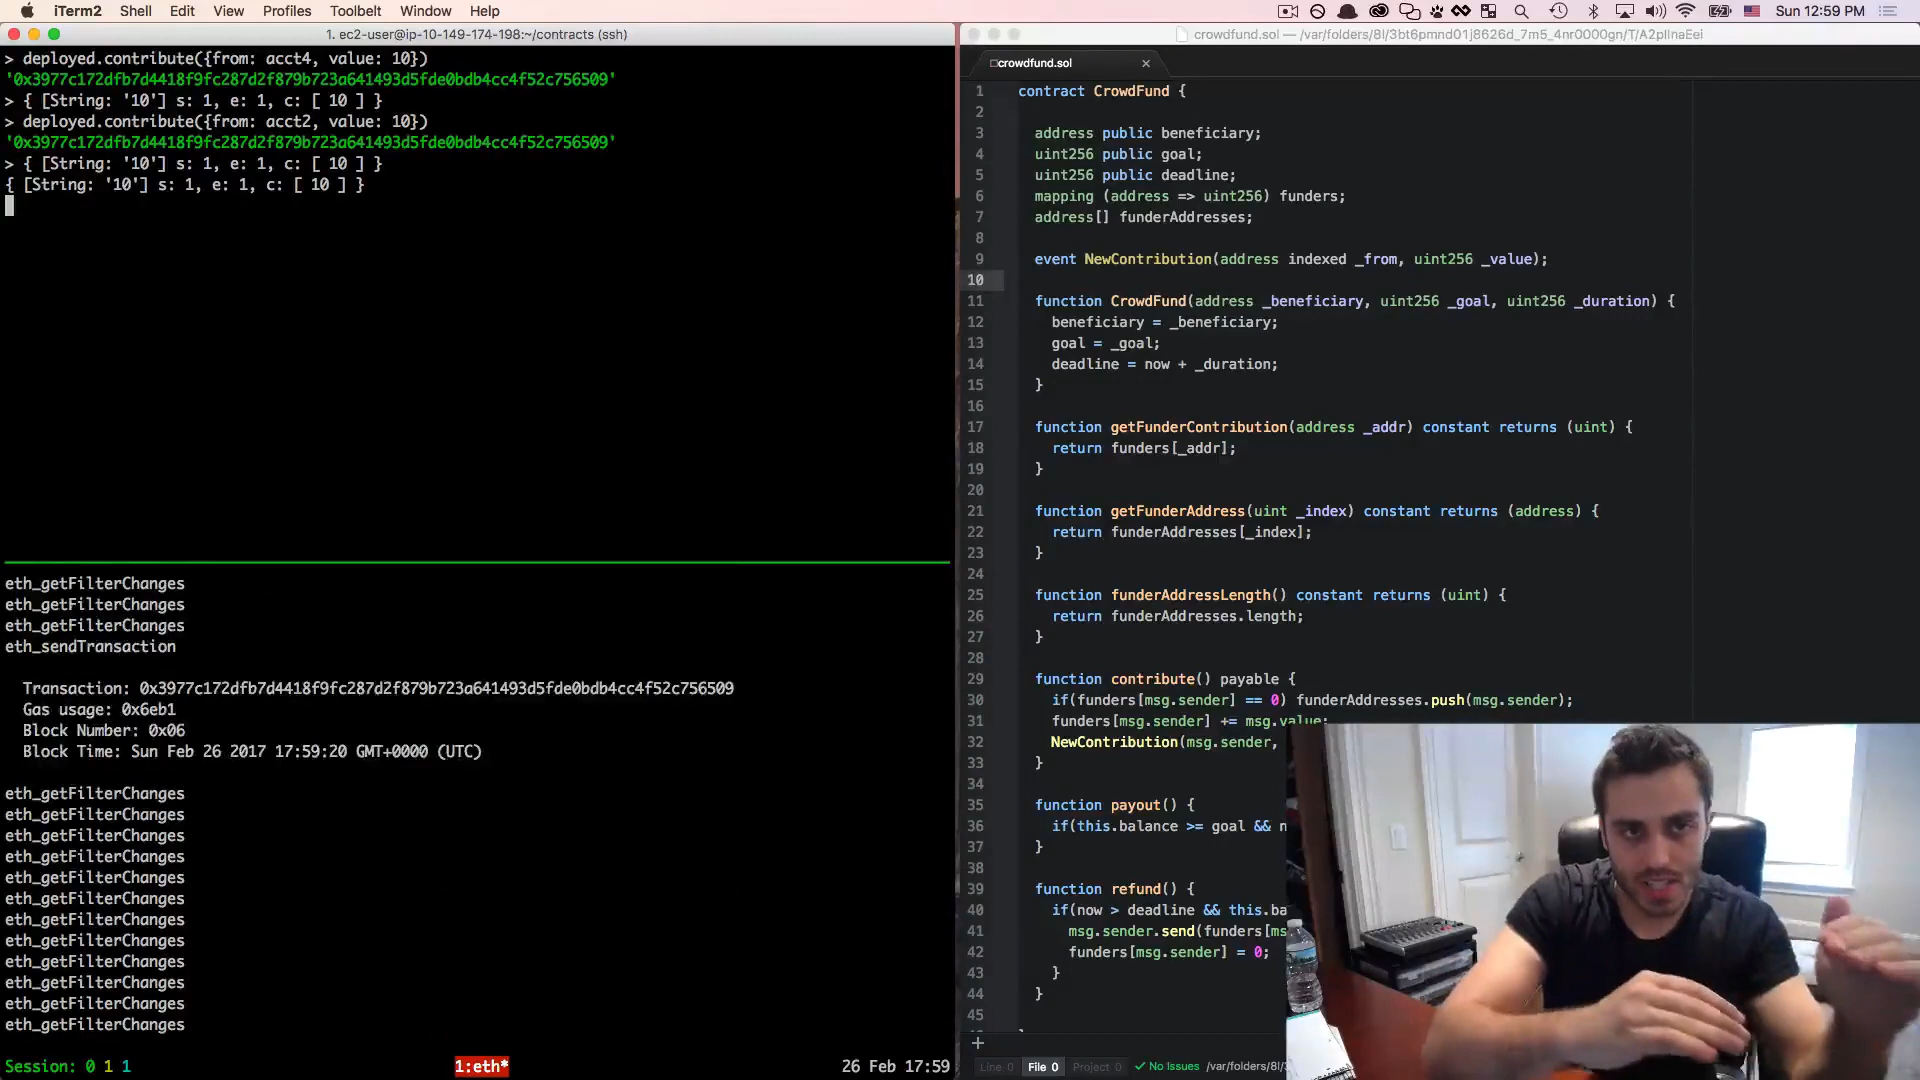 iTerm2 Shell Edit View Profiles Toolbelt Window Help
Sun 12:59 PM
1. ec2-user@ip-10-149-174-198:~/contracts (ssh)
> deployed.contribute({from: acct4, value: 10})
'0x3977c172dfb7d4418f9fc287d2f879b723a641493d5fde0bdb4cc4f52c756509'
> { [String: '10'] s: 1, e: 1, c: [ 10 ] }
> deployed.contribute({from: acct2, value: 10})
'0x3977c172dfb7d4418f9fc287d2f879b723a641493d5fde0bdb4cc4f52c756509'
> { [String: '10'] s: 1, e: 1, c: [ 10 ] }
{ [String: '10'] s: 1, e: 1, c: [ 10 ] }
eth_getFilterChanges
eth_getFilterChanges
eth_getFilterChanges
eth_sendTransaction
Transaction: 0x3977c172dfb7d4418f9fc287d2f879b723a641493d5fde0bdb4cc4f52c756509
Gas usage: 0x6eb1
Block Number: 0x06
Block Time: Sun Feb 26 2017 17:59:20 GMT+0000 (UTC)
eth_getFilterChanges
eth_getFilterChanges
eth_getFilterChanges
eth_getFilterChanges
eth_getFilterChanges
eth_getFilterChanges
eth_getFilterChanges
eth_getFilterChanges
eth_getFilterChanges
eth_getFilterChanges
eth_getFilterChanges
eth_getFilterChanges
Session: 0 1 1 1:eth* 26 Feb 17:59
crowdfund.sol —
crowdfund.sol ×
1 contract CrowdFund {
2
3 address public beneficiary;
4 uint256 public goal;
5 uint256 public deadline;
6 mapping (address => uint256) funders;
7 address[] funderAddresses;
8
9 event NewContribution(address indexed _from, uint256 _value);
10
11 function CrowdFund(address _beneficiary, uint256 _goal, uint256 _duration) {
12 beneficiary = _beneficiary;
13 goal = _goal;
14 deadline = now + _duration;
15 }
16
17 function getFunderContribution(address _addr) constant returns (uint) {
18 return funders[_addr];
19 }
20
21 function getFunderAddress(uint _index) constant returns (address) {
22 return funderAddresses[_index];
23 }
24
25 function funderAddressLength() constant returns (uint) {
26 return funderAddresses.length;
27 }
28
29 function contribute() payable {
30 if(funders[msg.sender] == 0) funderAddresses.push(msg.sender);
31 funders[msg.sender] += msg.value;
32 NewContribution(msg.sender,
33 }
34
35 function payout() {
36 if(this.balance >= goal &&
37 }
38
39 function refund() {
40 if(now > deadline && this.ba
41 msg.sender.send(funders[ms
42 funders[msg.sender] = 0;
43 }
44 }
45
+
Line 0 File 0 Project 0 ✓ No Issues /var/folders/8l/